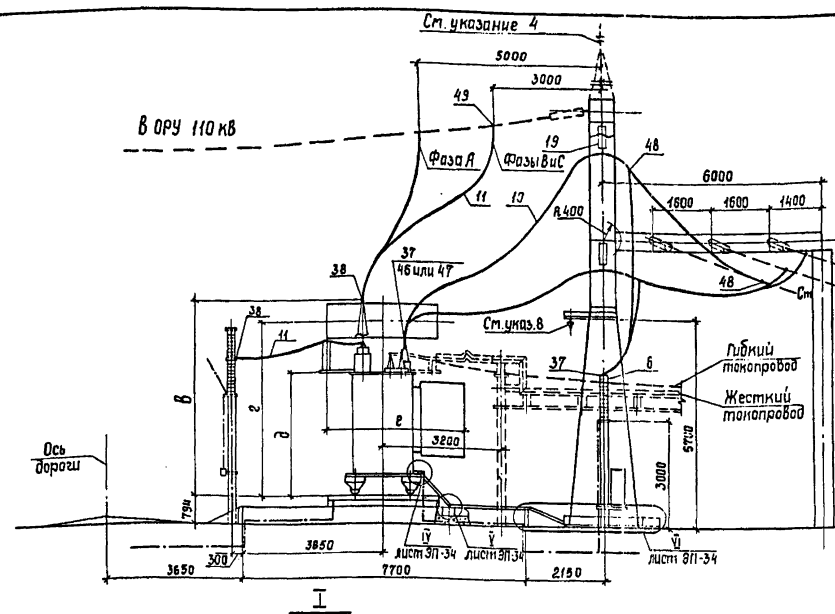 См. указание 4
5000
3000
49
В ОРУ 110 кВ
19
48
Фаза А
Фазы В и С
6000
11
10
1600
1600
1400
R400
37
46 или 47
38
38
48
11
См. указ. 8
Гибкий
токопровод
37
6
Жесткий
токопровод
В
г
д
е
3200
3000
5700
Ось
дороги
794
300
3850
IV
лист ЭП-34
V
лист ЭП-34
VI
лист ЭП-34
3650
7700
2150
I